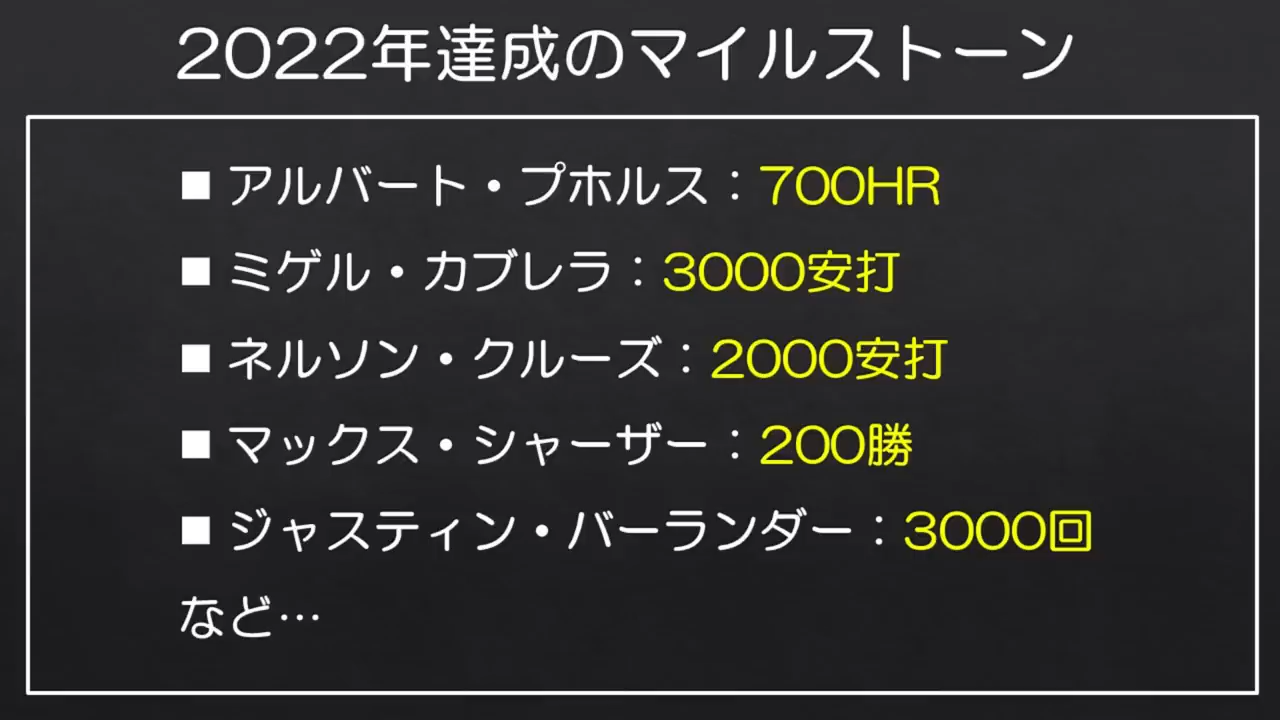 2022年達成のマイルストーン
■ アルバート・プホルス：700HR
■ ミゲル・カブレラ：3000安打
■ ネルソン・クルーズ：2000安打
■ マックス・シャーザー：200勝
■ ジャスティン・バーランダー：3000回
など…